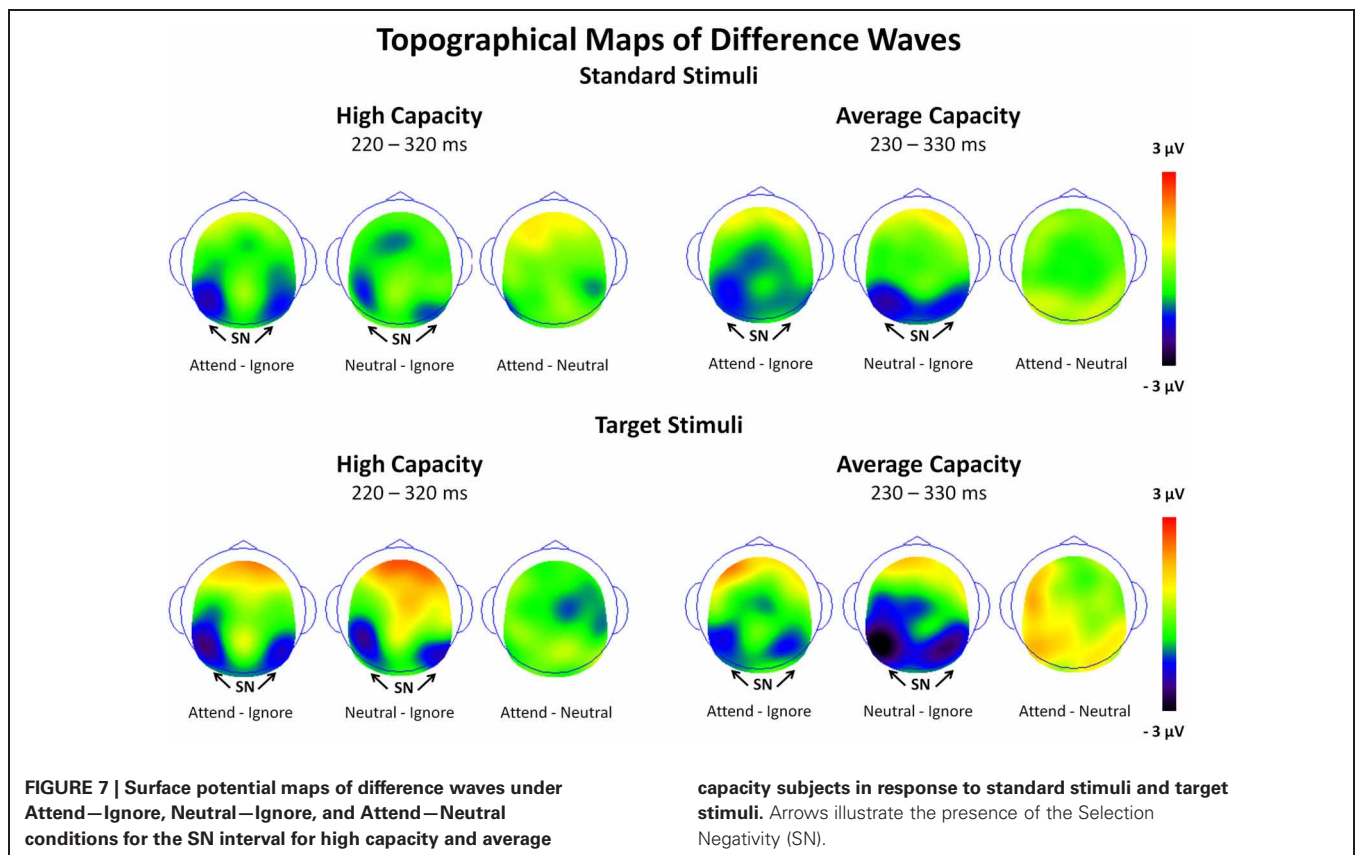 Topographical Maps of Difference Waves
Standard Stimuli
High Capacity
220 – 320 ms
Average Capacity
230 – 330 ms
3 µV
SN
SN
SN
SN
Attend - Ignore
Neutral - Ignore
Attend - Neutral
Attend - Ignore
Neutral - Ignore
Attend - Neutral
- 3 µV
Target Stimuli
High Capacity
220 – 320 ms
Average Capacity
230 – 330 ms
3 µV
SN
SN
SN
SN
Attend - Ignore
Neutral - Ignore
Attend - Neutral
Attend - Ignore
Neutral - Ignore
Attend - Neutral
- 3 µV
FIGURE 7 | Surface potential maps of difference waves under
Attend—Ignore, Neutral—Ignore, and Attend—Neutral
conditions for the SN interval for high capacity and average
capacity subjects in response to standard stimuli and target
stimuli. Arrows illustrate the presence of the Selection
Negativity (SN).